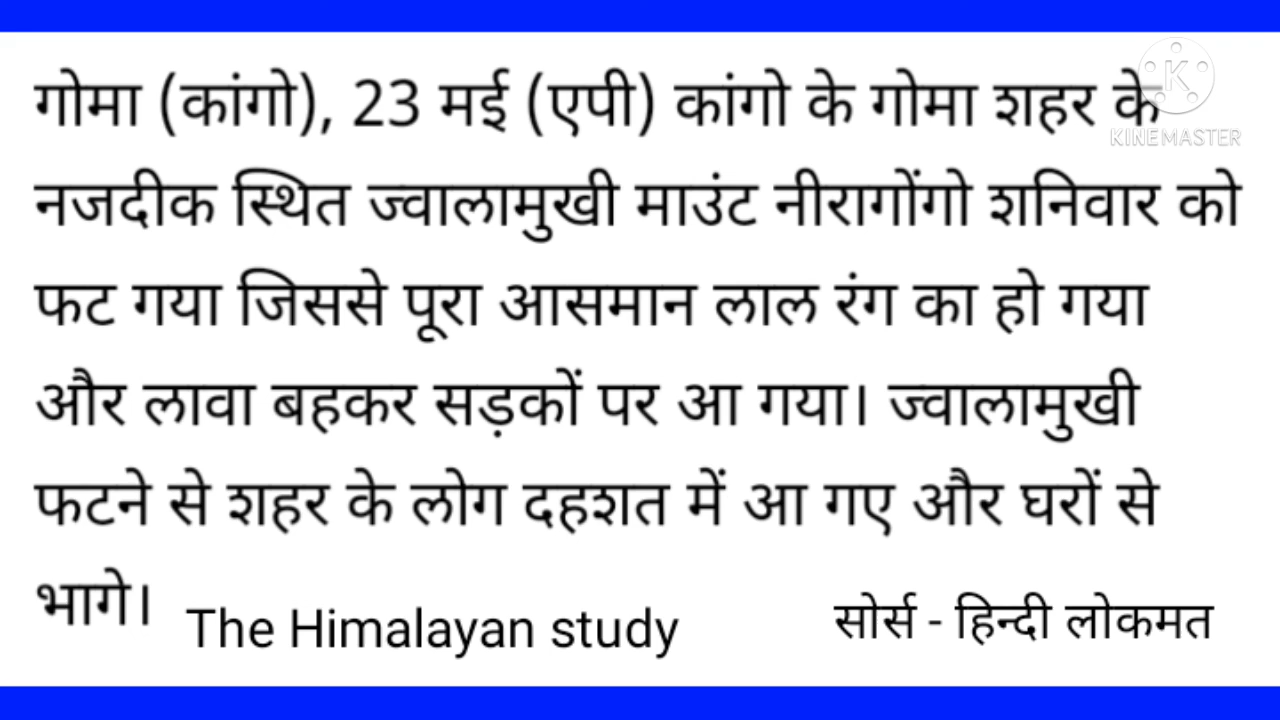 गोमा (कांगो), 23 मई (एपी) कांगो के गोमा शहर के
नजदीक स्थित ज्वालामुखी माउंट नीरागोंगो शनिवार को
फट गया जिससे पूरा आसमान लाल रंग का हो गया
और लावा बहकर सड़कों पर आ गया। ज्वालामुखी
फटने से शहर के लोग दहशत में आ गए और घरों से
भागे।
The Himalayan study
सोर्स - हिन्दी लोकमत
K
KINEMASTER